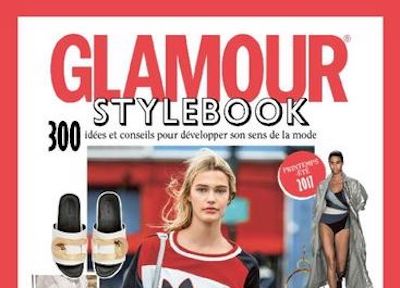 GLAMOUR®
STYLEBOOK
300 idées et conseils pour développer son sens de la mode
PRINTEMPS
-ÉTÉ
2017